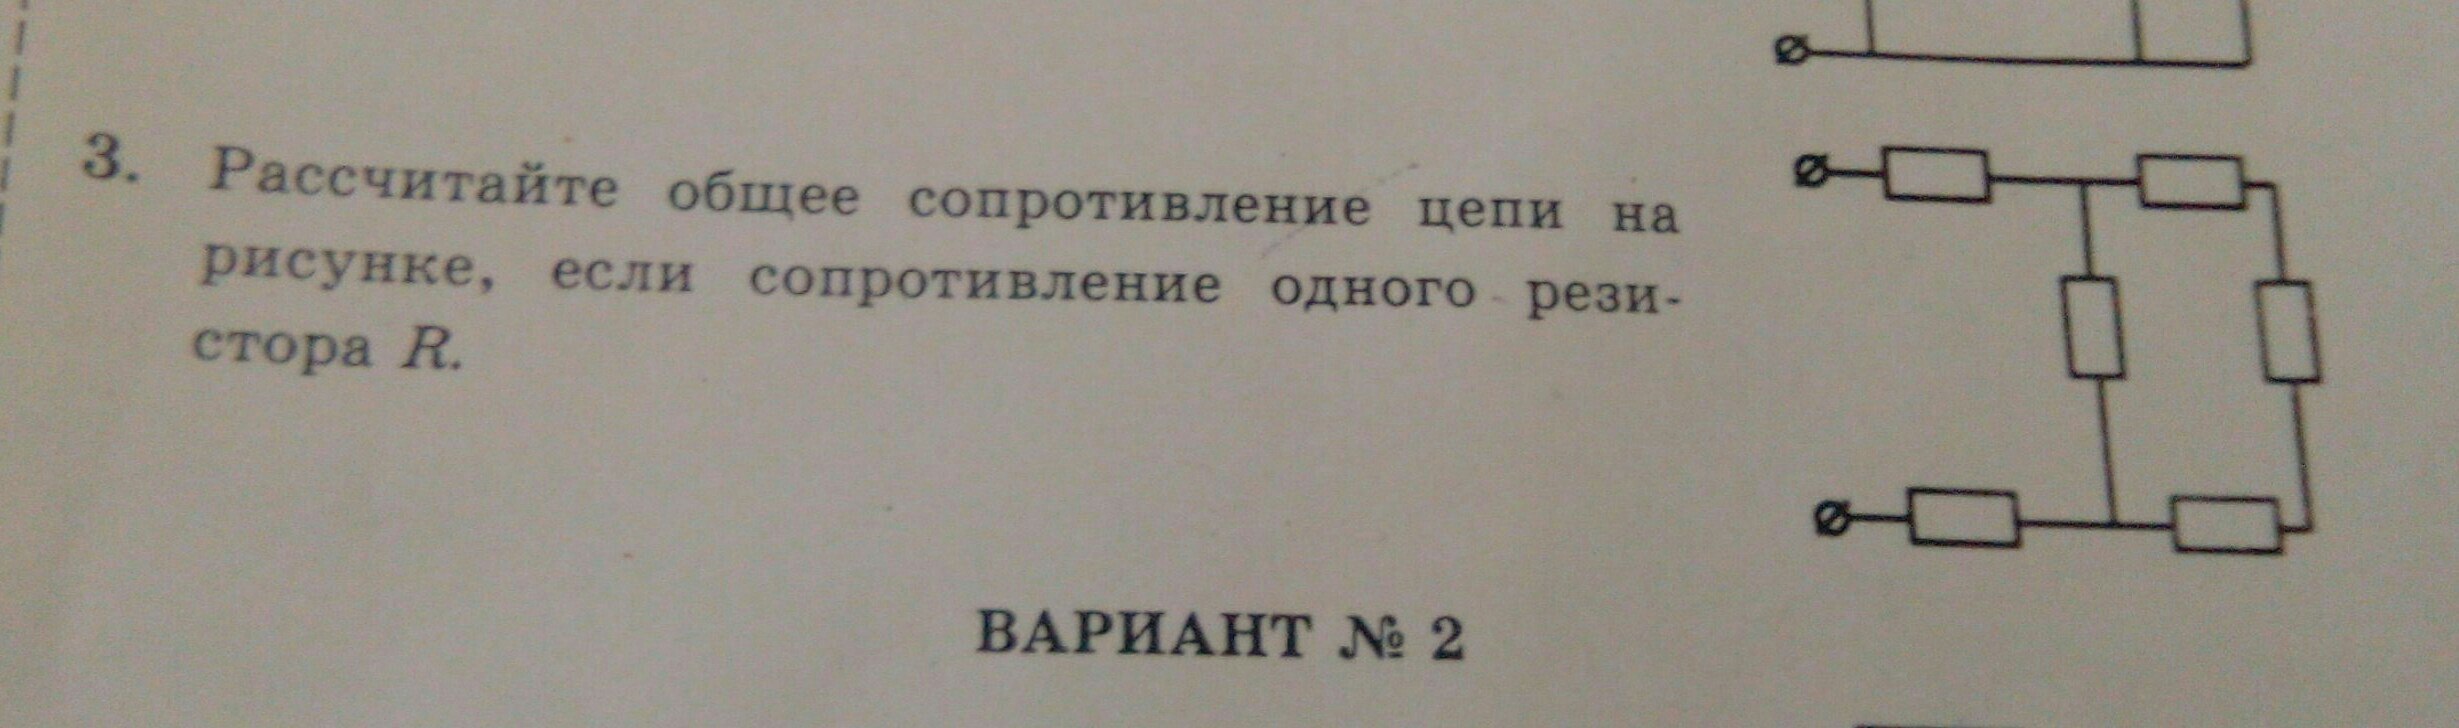 3. Рассчитайте общее сопротивление цепи на
рисунке, если сопротивление одного рези-
стора R.
ВАРИАНТ № 2